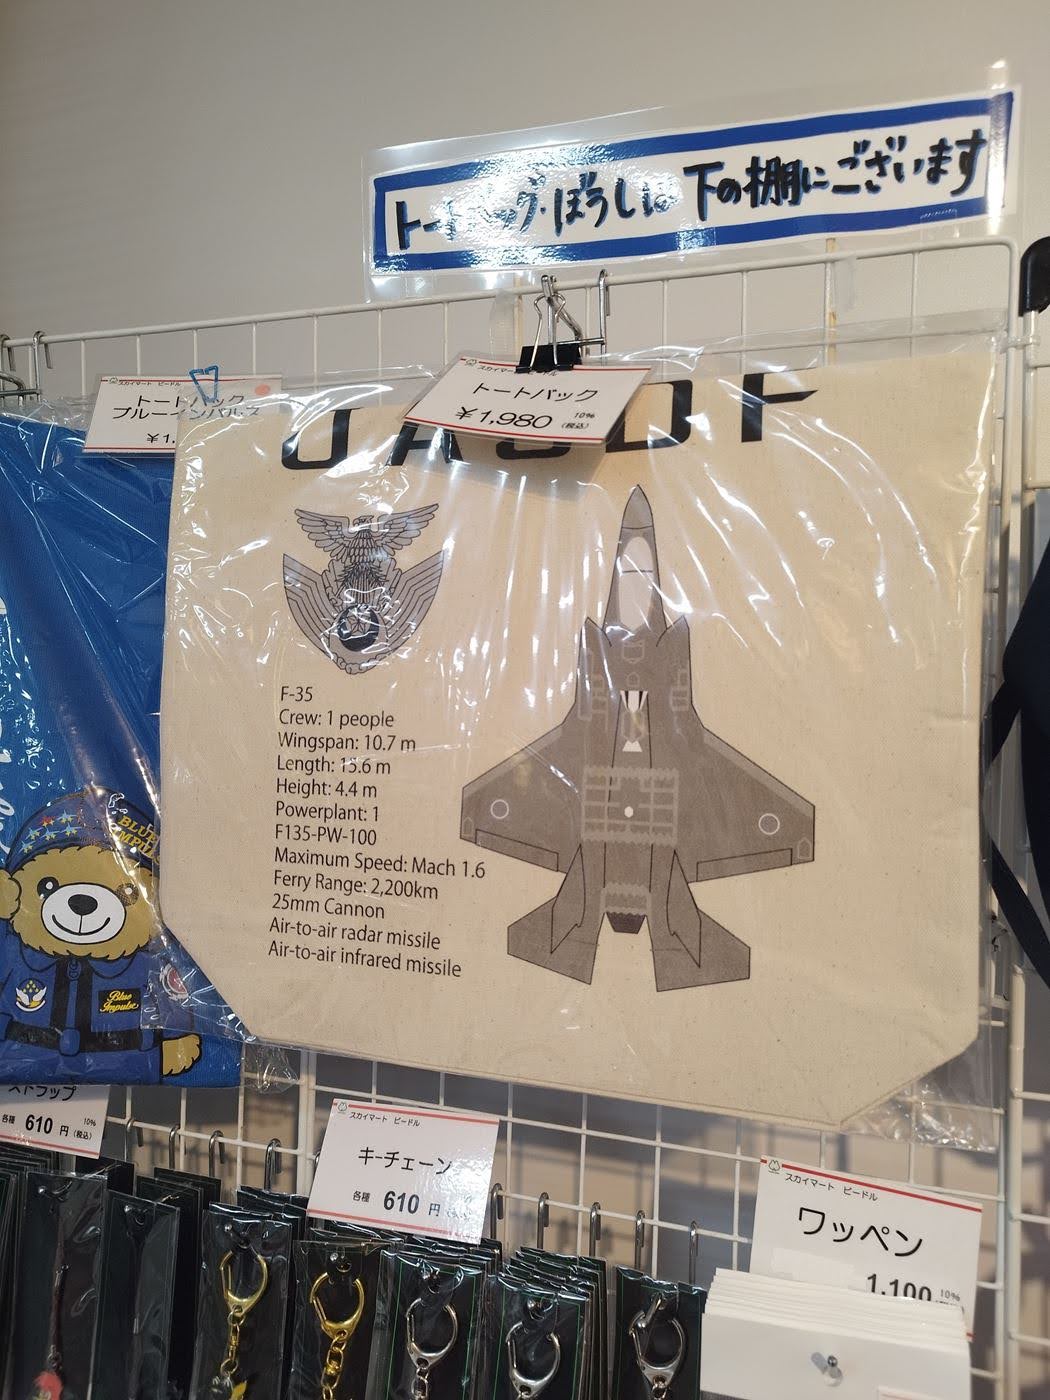 トートバッグ・ぼうしは 下の棚にございます
スカイマート ビードル
トートバック
ブルーインパルス
¥1,
スカイマート ビードル
トートバック
¥1,980 10%
(税込)
JASDF
F-35
Crew: 1 people
Wingspan: 10.7 m
Length: 15.6 m
Height: 4.4 m
Powerplant: 1
F135-PW-100
Maximum Speed: Mach 1.6
Ferry Range: 2,200km
25mm Cannon
Air-to-air radar missile
Air-to-air infrared missile
BLUE
IMPULSE
Blue
Impulse
ストラップ
各種 610 円 10%
(税込)
スカイマート ビードル
キーチェーン
各種 610 円
スカイマート ビードル
ワッペン
1,100 10%